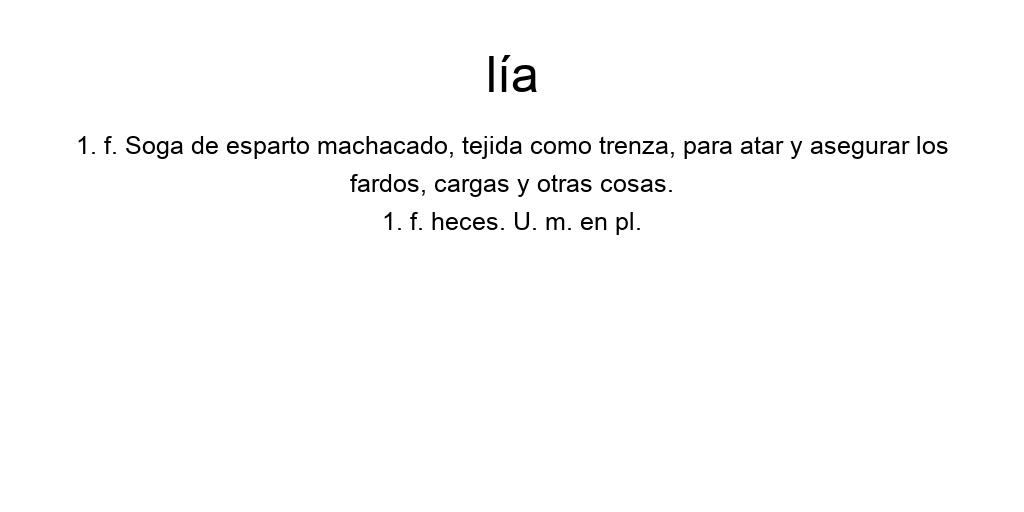 lía
1. f. Soga de esparto machacado, tejida como trenza, para atar y asegurar los
fardos, cargas y otras cosas.
1. f. heces. U. m. en pl.